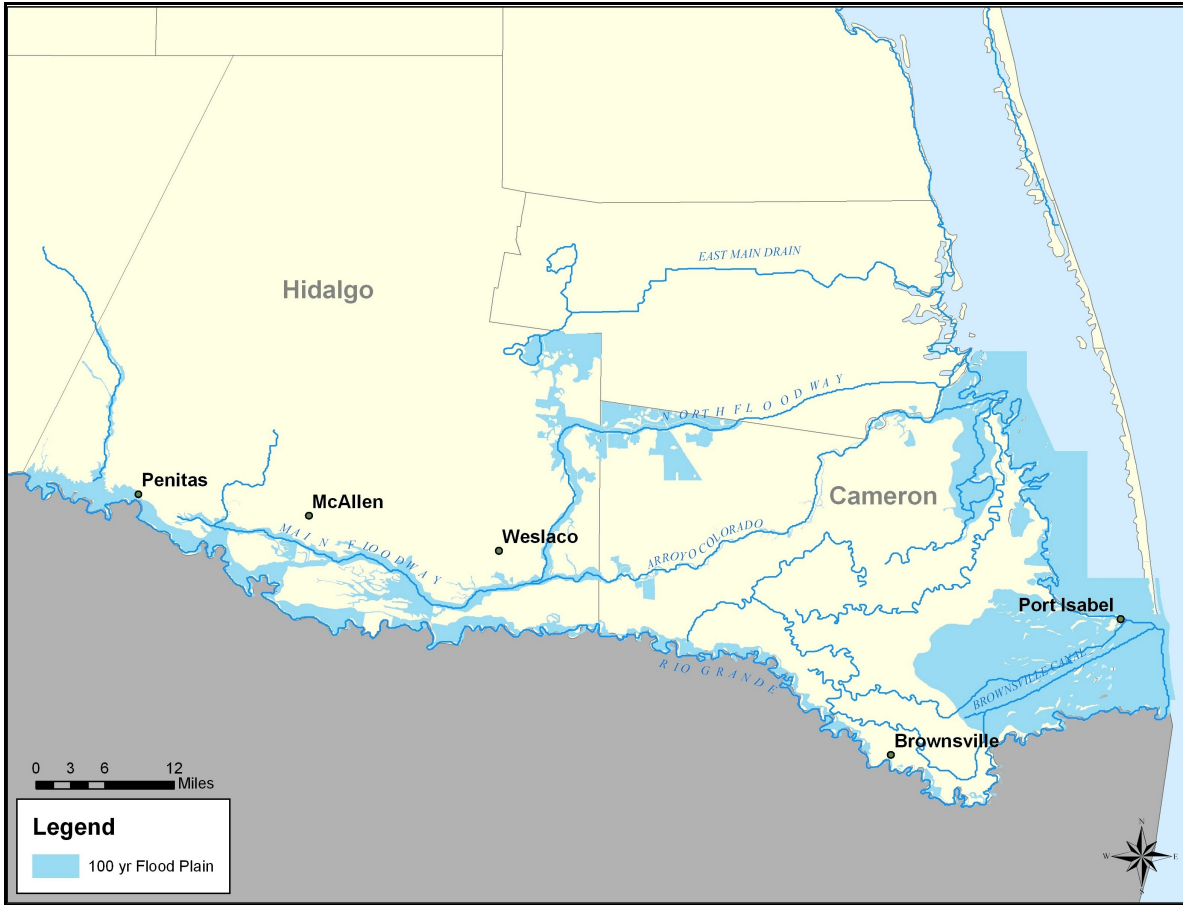 EAST MAIN DRAIN
Hidalgo
NORTH FLOODWAY
Penitas
McAllen
Cameron
MAIN FlOODWAY
Weslaco
ARROYO COLORADO
Port Isabel
RIO GRANDE
BROWNSVILLE CANAL
Brownsville
0 3 6 12
Miles
Legend
100 yr Flood Plain
N
W E
S